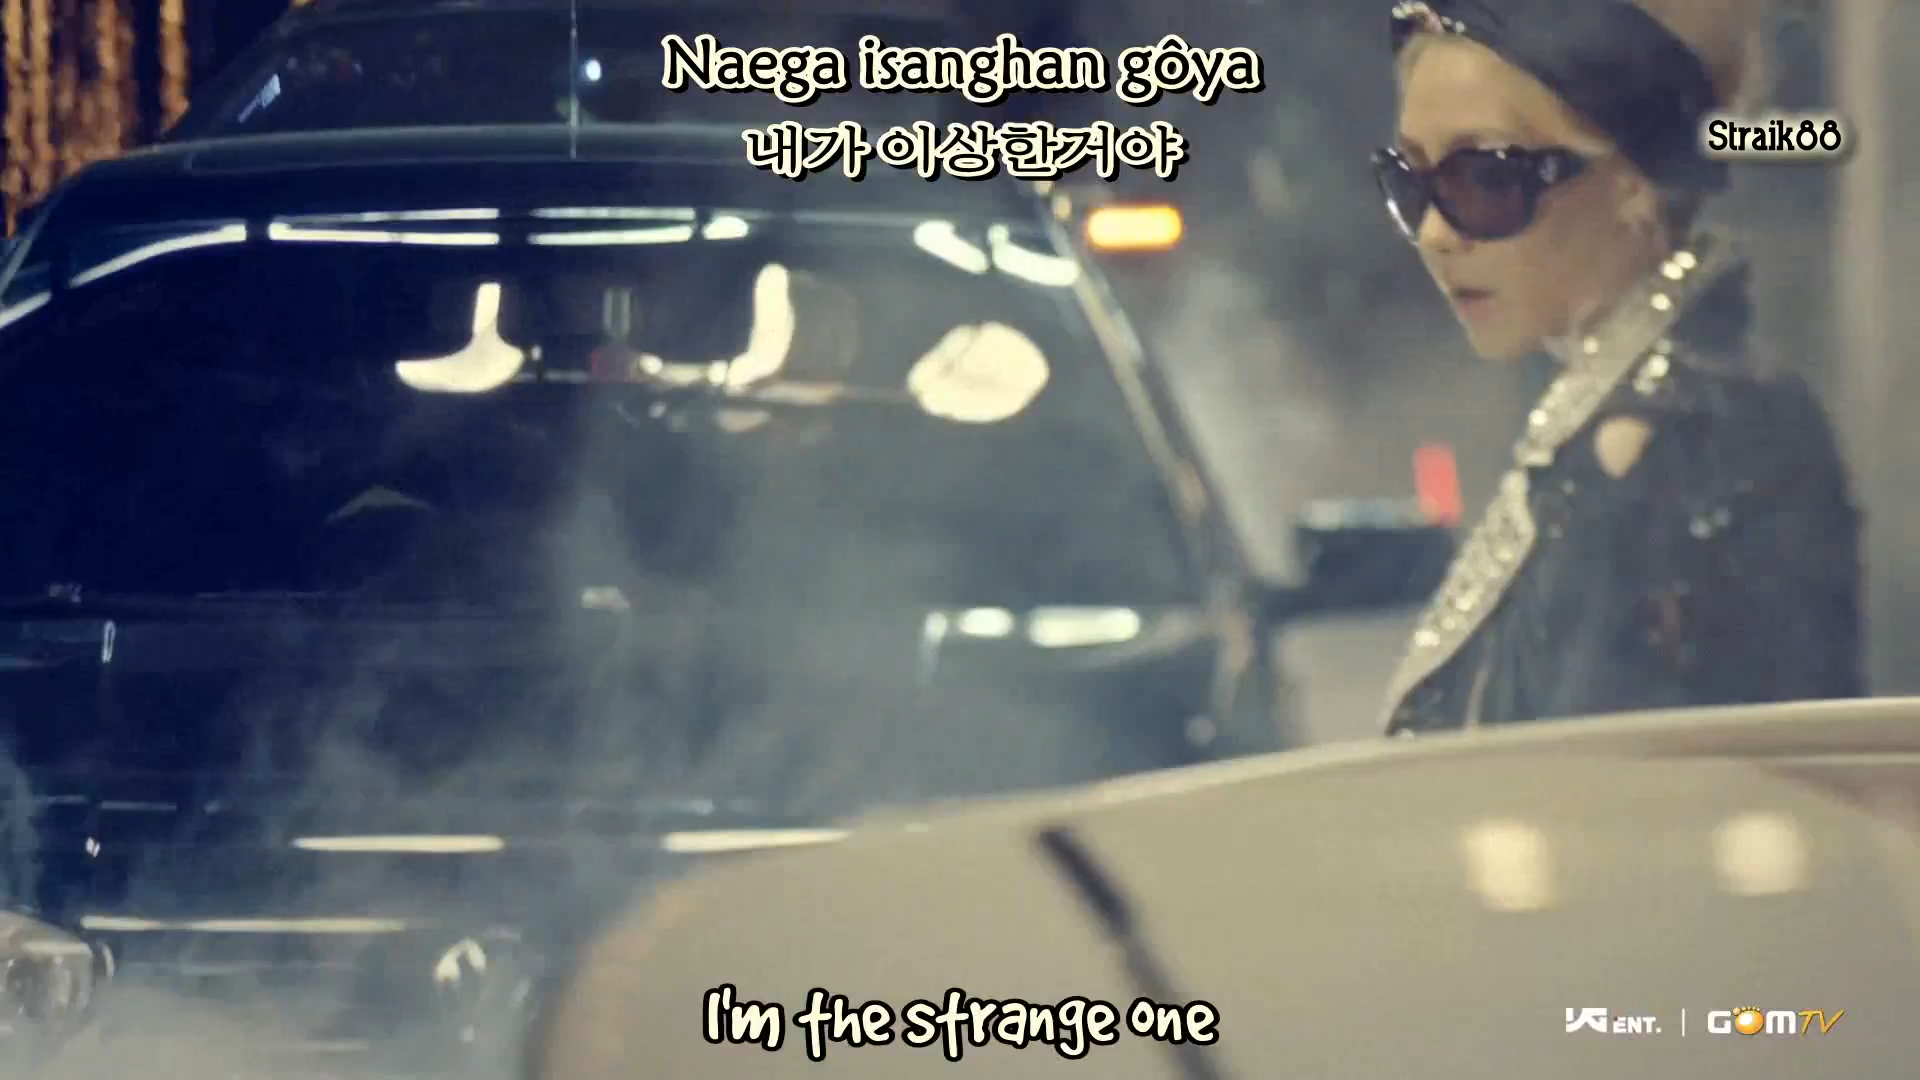 Naega isanghan gôya
내가 이상한거야
Straik88
I'm the strange one
YG ENT. | GOMTV